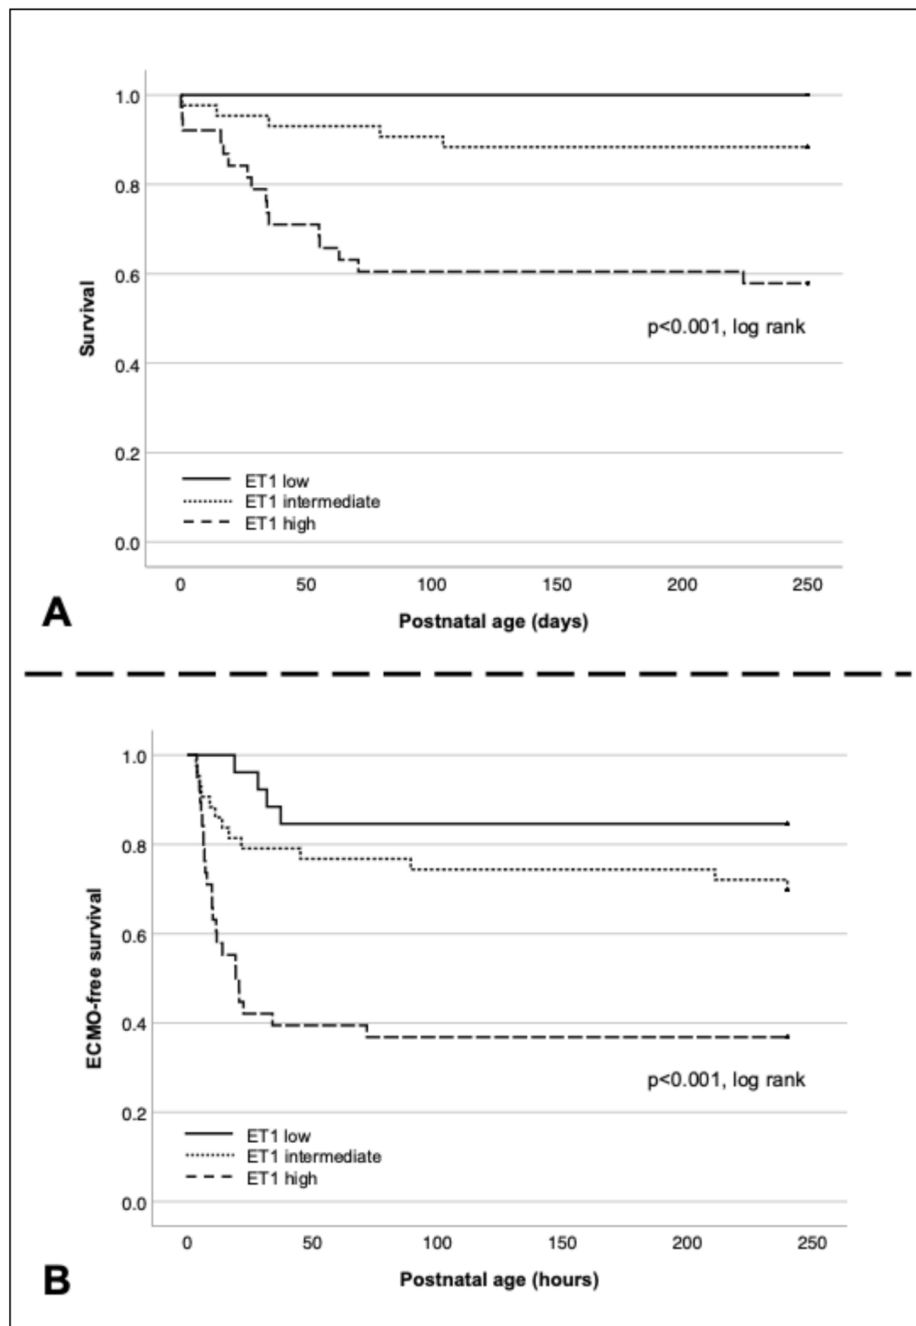 1.0
0.8
0.6
0.4
0.2
0.0
Survival
p<0.001, log rank
ET1 low
ET1 intermediate
ET1 high
0 50 100 150 200 250
Postnatal age (days)
A
1.0
0.8
0.6
0.4
0.2
0.0
ECMO-free survival
p<0.001, log rank
ET1 low
ET1 intermediate
ET1 high
0 50 100 150 200 250
Postnatal age (hours)
B